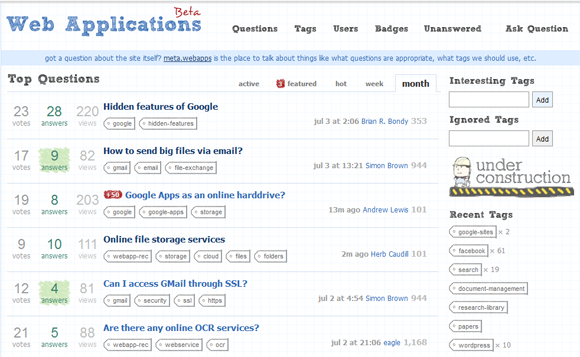 Beta
Web Applications
Questions Tags Users Badges Unanswered Ask Question
got a question about the site itself? meta.webapps is the place to talk about things like what questions are appropriate, what tags we should use, etc.
Top Questions
active 3 featured hot week month
23 votes 28 answers 220 views
Hidden features of Google
google hidden-features
jul 3 at 2:06 Brian R. Bondy 353
17 votes 9 answers 82 views
How to send big files via email?
gmail email file-exchange
jul 3 at 13:21 Simon Brown 944
19 votes 8 answers 203 views
+50 Google Apps as an online harddrive?
google google-apps storage
13m ago Andrew Lewis 101
9 votes 10 answers 111 views
Online file storage services
webapp-rec storage cloud files folders
2m ago Herb Caudill 101
12 votes 4 answers 81 views
Can I access GMail through SSL?
gmail security ssl https
jul 2 at 4:54 Simon Brown 944
21 votes 5 answers 88 views
Are there any online OCR services?
webapp-rec webservice ocr
jul 2 at 21:06 eagle 1,168
Interesting Tags
Add
Ignored Tags
Add
under
construction
Recent Tags
google-sites × 2
facebook × 61
search × 19
document-management
research-library
papers
wordpress × 10